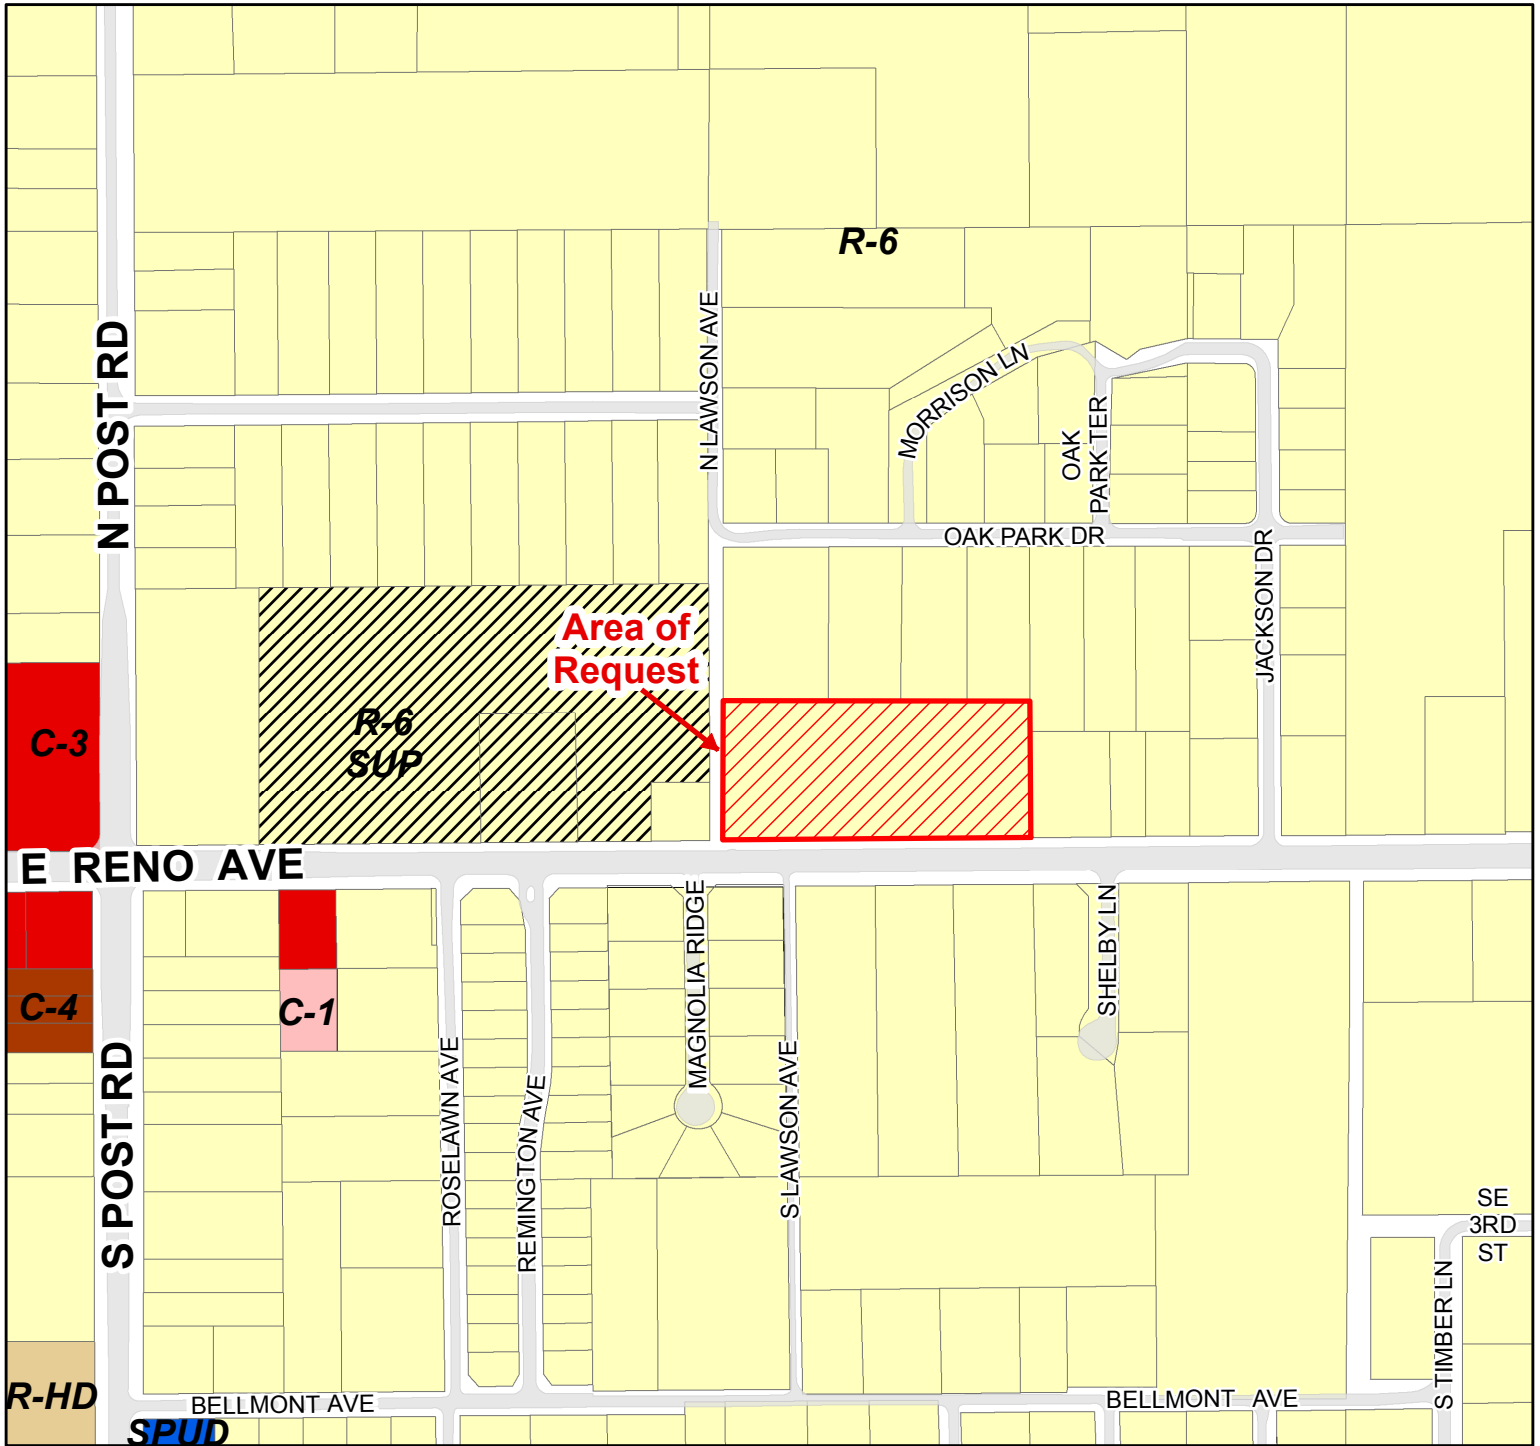 R-6
N POST RD
N LAWSON AVE
MORRISON LN
OAK
PARK TER
OAK PARK DR
JACKSON DR
Area of
Request
C-3
R-6
SUP
E RENO AVE
C-4
C-1
S POST RD
ROSELAWN AVE
REMINGTON AVE
MAGNOLIA RIDGE
S LAWSON AVE
SHELBY LN
SE
3RD
ST
S TIMBER LN
R-HD
BELLMONT AVE
BELLMONT AVE
SPUD